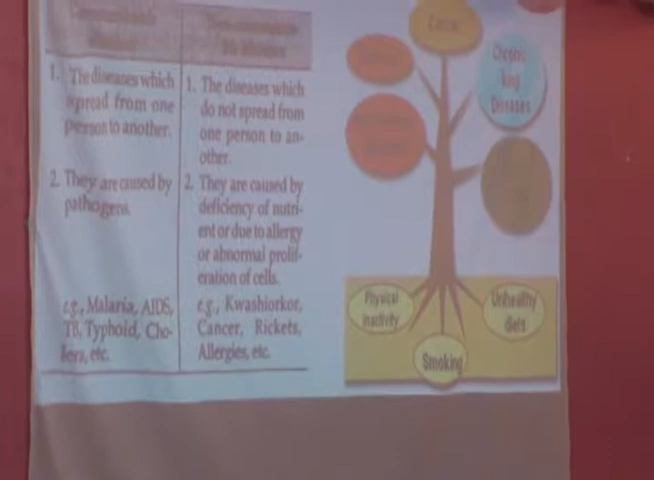 1. The diseases which
spread from one
person to another.
2. They are caused by
pathogens.
e.g., Malaria, AIDS,
TB, Typhoid, Cho-
lera, etc.
1. The diseases which
do not spread from
one person to an-
other.
2. They are caused by
deficiency of nutri-
ent or due to allergy
or abnormal prolif-
eration of cells.
e.g., Kwashiorkor,
Cancer, Rickets,
Allergies, etc.
Cancer
Chronic
lung
Diseases
Physical
inactivity
Unhealthy
diets
Smoking